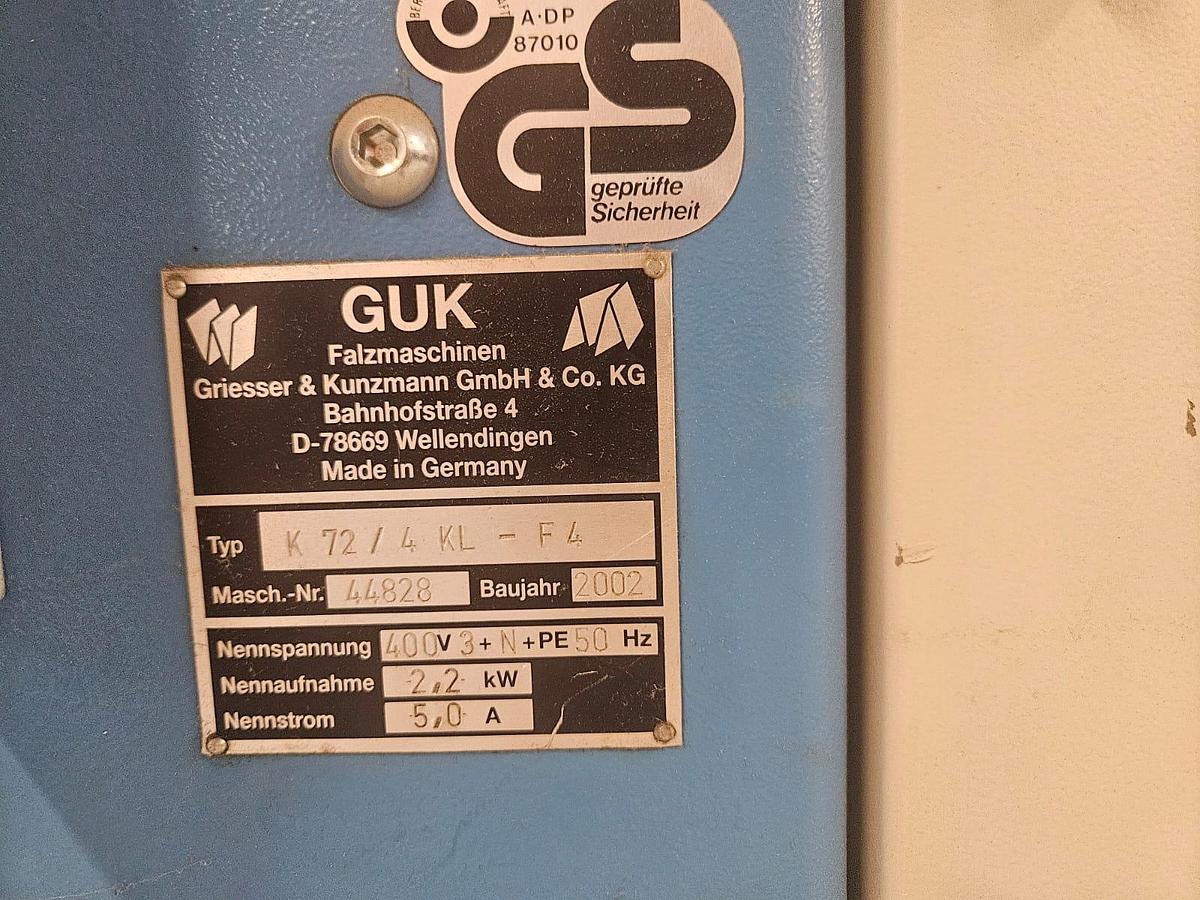 A·DP
87010
GS
geprüfte
Sicherheit
GUK
Falzmaschinen
Griesser & Kunzmann GmbH & Co. KG
Bahnhofstraße 4
D-78669 Wellendingen
Made in Germany
Typ K 72 / 4 KL - F 4
Masch.-Nr. 44828 Baujahr 2002
Nennspannung 400V 3+ N +PE 50 Hz
Nennaufnahme 2,2 kW
Nennstrom 5,0 A